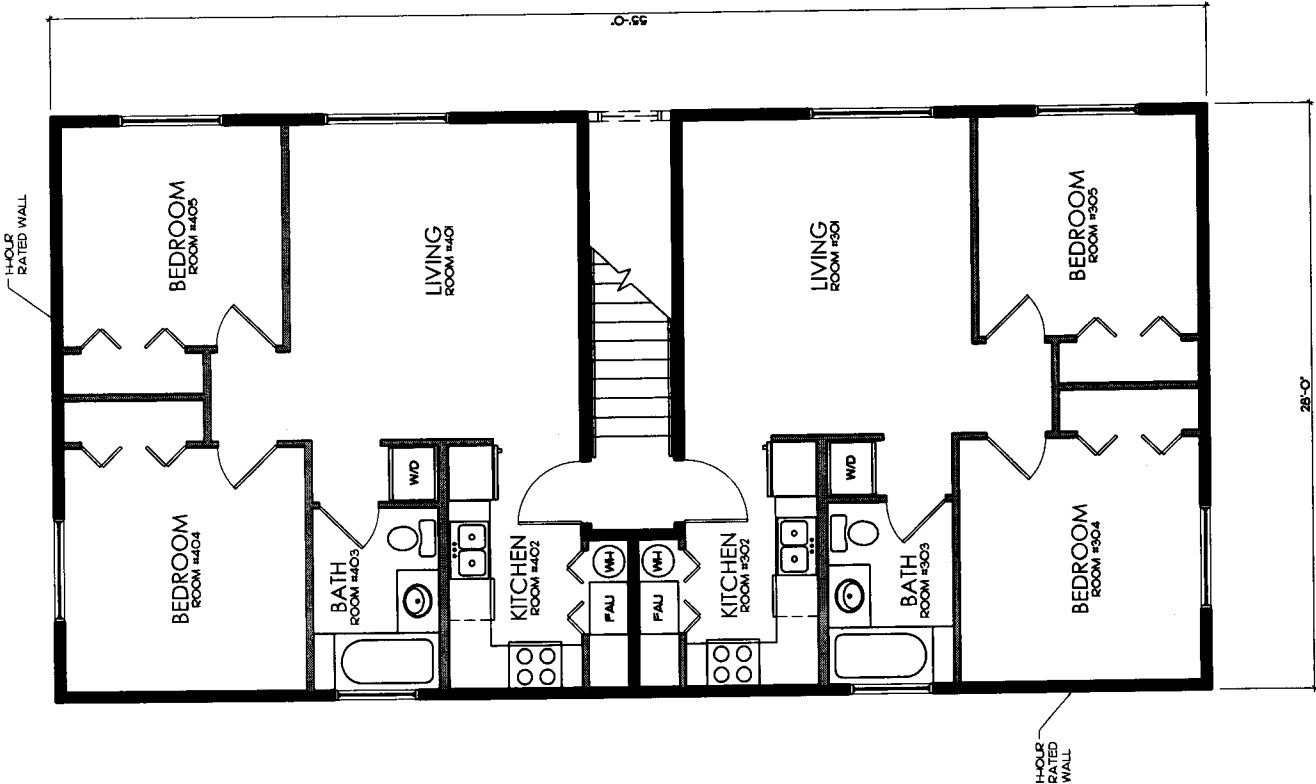 55'-0"
1-HOUR
RATED WALL
BEDROOM
ROOM #405
LIVING
ROOM #401
LIVING
ROOM #301
BEDROOM
ROOM #305
28'-0"
W/D
W/D
BEDROOM
ROOM #404
BATH
ROOM #403
KITCHEN
ROOM #402
WH
FAU
WH
FAU
KITCHEN
ROOM #302
BATH
ROOM #303
BEDROOM
ROOM #304
1-HOUR
RATED
WALL